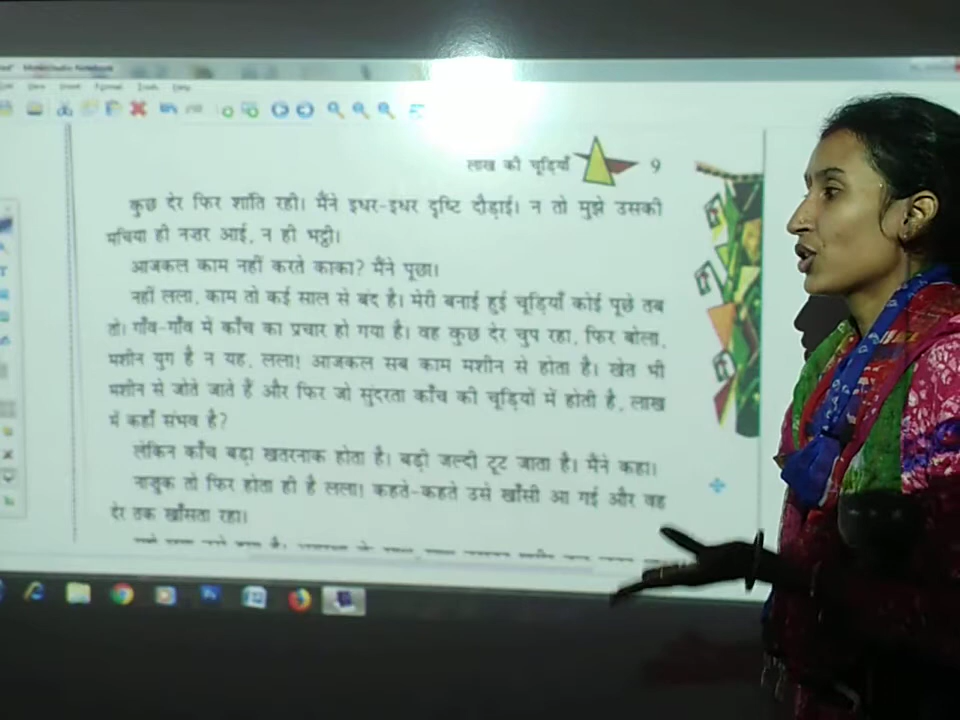 लाख की चूड़ियाँ 9
कुछ देर फिर शांति रही। मैंने इधर-इधर दृष्टि दौड़ाई। न तो मुझे उसकी
मचिया ही नज़र आई, न ही भट्ठी।
आजकल काम नहीं करते काका? मैंने पूछा।
नहीं लला, काम तो कई साल से बंद है। मेरी बनाई हुई चूड़ियाँ कोई पूछे तब
तो। गाँव-गाँव में काँच का प्रचार हो गया है। वह कुछ देर चुप रहा, फिर बोला,
मशीन युग है न यह, लला! आजकल सब काम मशीन से होता है। खेत भी
मशीन से जोते जाते हैं और फिर जो सुंदरता काँच की चूड़ियों में होती है, लाख
में कहाँ संभव है?
लेकिन काँच बड़ा खतरनाक होता है। बड़ी जल्दी टूट जाता है। मैंने कहा।
नाज़ुक तो फिर होता ही है लला! कहते-कहते उसे खाँसी आ गई और वह
देर तक खाँसता रहा।